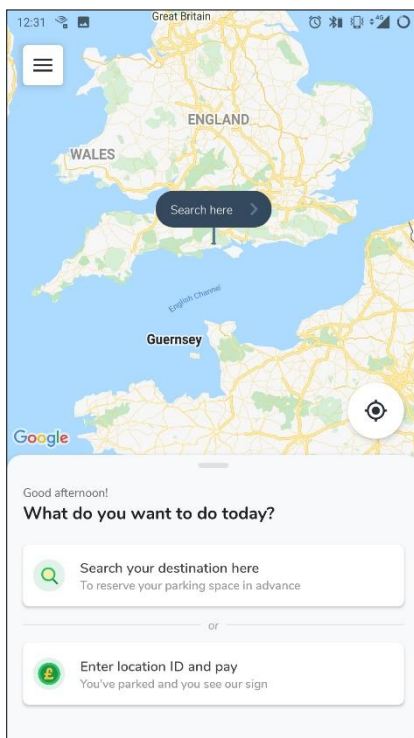 12:31
Great Britain
4G
ENGLAND
WALES
Search here
English Channel
Guernsey
Google
Good afternoon!
What do you want to do today?
Search your destination here
To reserve your parking space in advance
or
Enter location ID and pay
You've parked and you see our sign